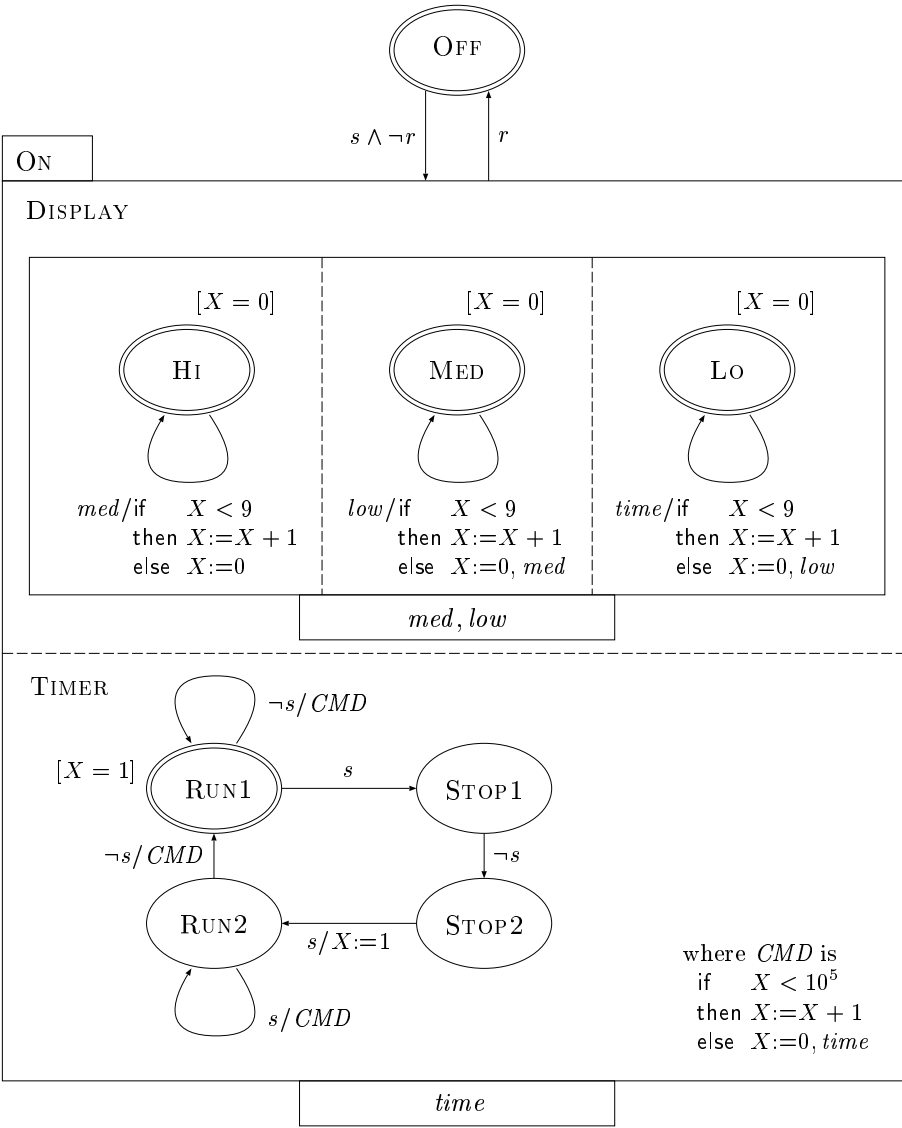 OFF
s ∧ ¬r
r
ON
DISPLAY
[X = 0]
[X = 0]
[X = 0]
HI
MED
LO
med/if X < 9
then X:=X + 1
else X:=0
low/if X < 9
then X:=X + 1
else X:=0, med
time/if X < 9
then X:=X + 1
else X:=0, low
med, low
TIMER
¬s/CMD
[X = 1]
RUN1
s
STOP1
¬s/CMD
¬s
RUN2
s/X:=1
STOP2
s/CMD
where CMD is
if X < 10⁵
then X:=X + 1
else X:=0, time
time